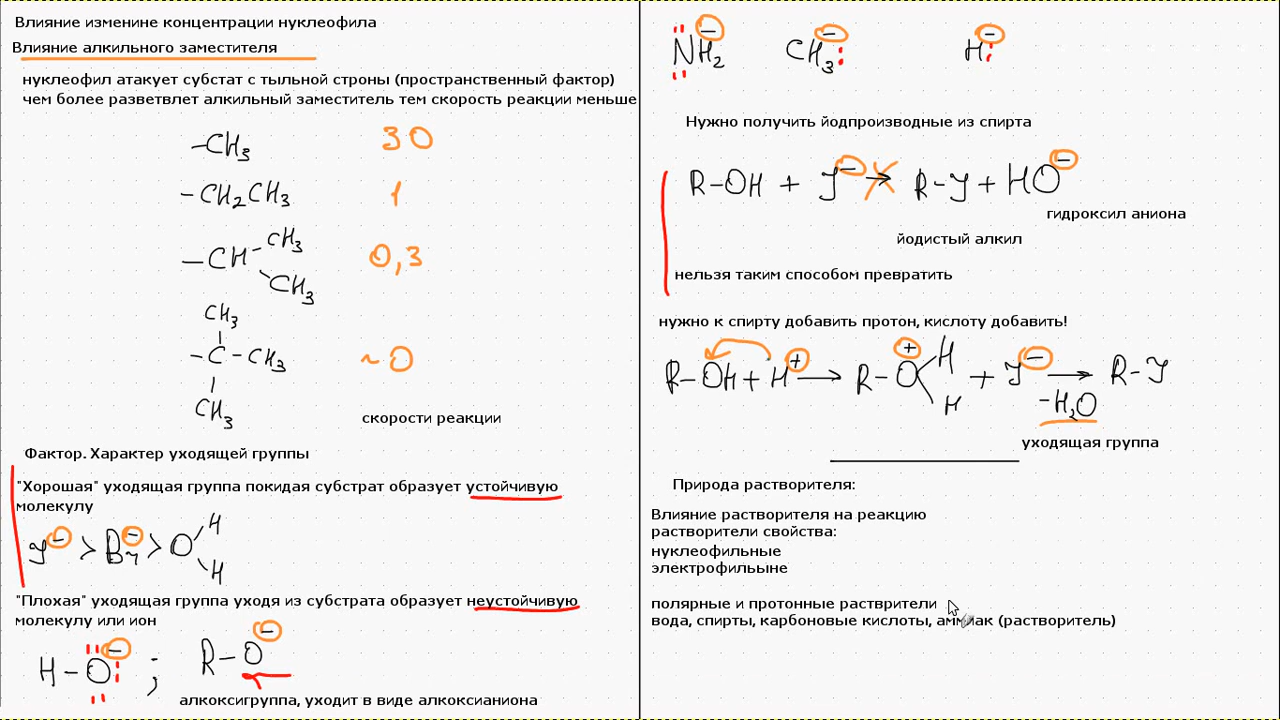 Влияние изменине концентрации нуклеофила
Влияние алкильного заместителя
нуклеофил атакует субстат с тыльной строны (пространственный фактор)
чем более разветвлет алкильный заместитель тем скорость реакции меньше
-CH3 30
-CH2CH3 1
-CH-CH3 0,3
CH3
CH3
-C-CH3 ~0
CH3
скорости реакции
Фактор. Характер уходящей группы
"Хорошая" уходящая группа покидая субстрат образует устойчивую
молекулу
J⊖ > Br⊖ > O H
H
"Плохая" уходящая группа уходя из субстрата образует неустойчивую
молекулу или ион
H-O⊖ ; R-O⊖
алкоксигруппа, уходит в виде алкоксианиона
NH2⊖ CH3⊖ H⊖
Нужно получить йодпроизводные из спирта
R-OH + J⊖ → R-J + HO⊖
гидроксил аниона
йодистый алкил
нельзя таким способом превратить
нужно к спирту добавить протон, кислоту добавить!
R-OH + H⊕ → R-O⊕ H H + J⊖ → R-J
-H2O
уходящая группа
Природа растворителя:
Влияние растворителя на реакцию
растворители свойства:
нуклеофильные
электрофильыне
полярные и протонные растврители
вода, спирты, карбоновые кислоты, аммиак (растворитель)